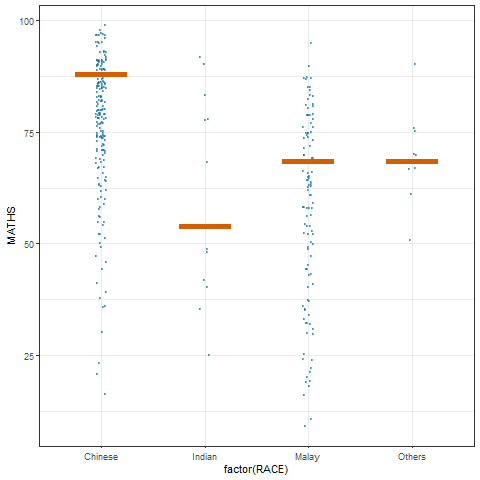 100
75
50
25
MATHS
Chinese
Indian
Malay
Others
factor(RACE)